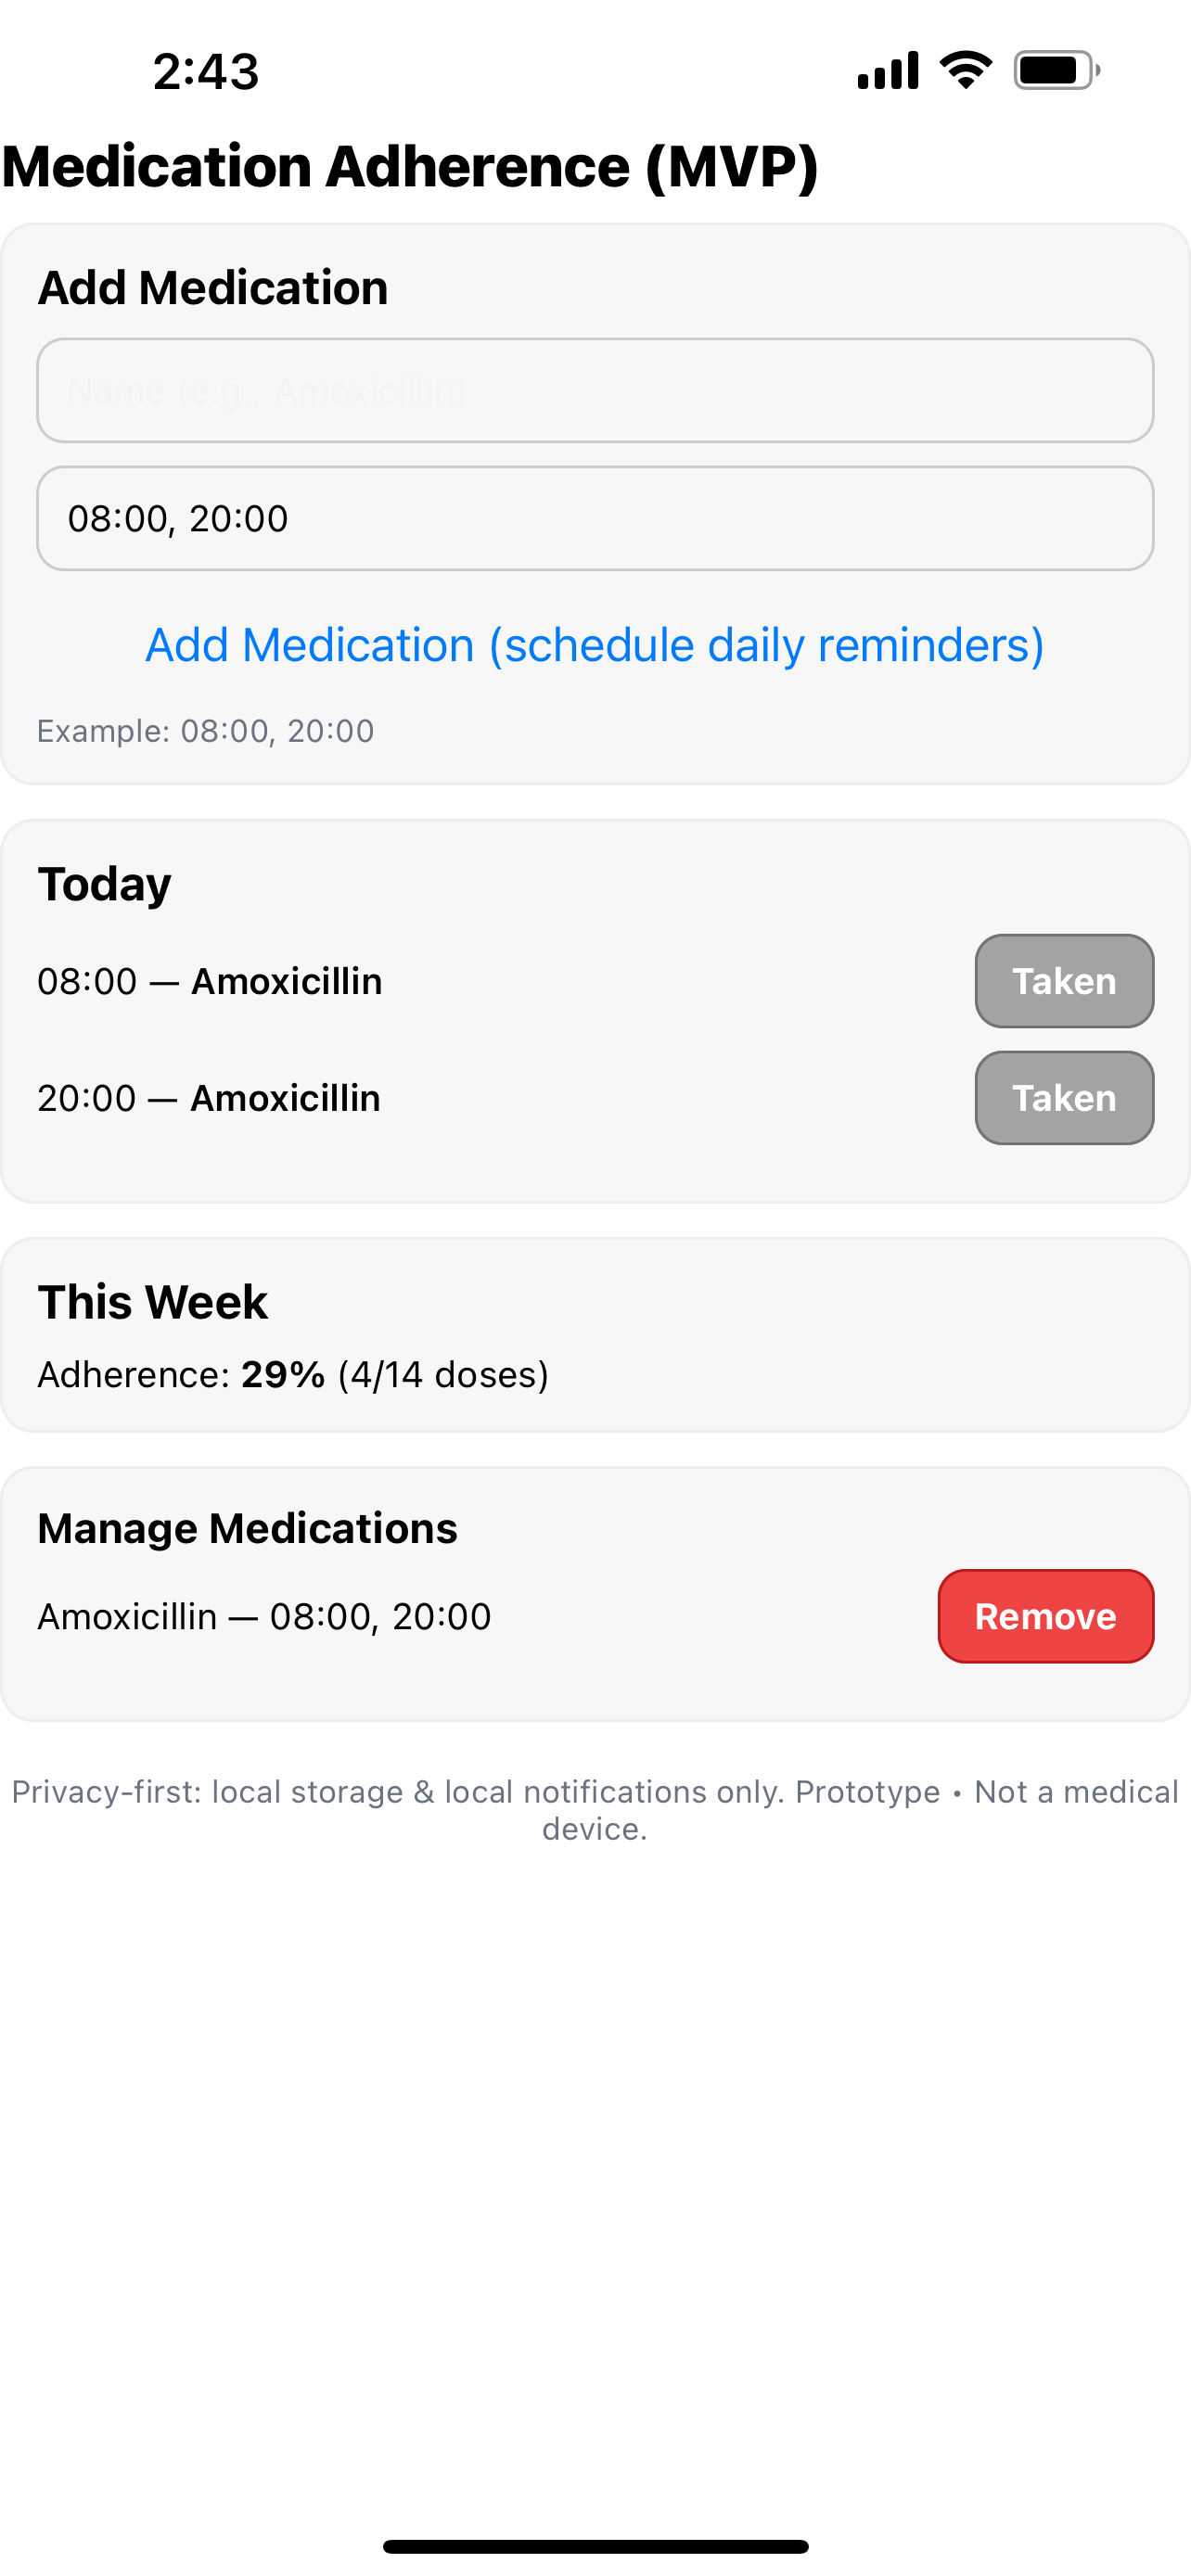 2:43
Medication Adherence (MVP)
Add Medication
Name (e.g., Amoxicillin)
08:00, 20:00
Add Medication (schedule daily reminders)
Example: 08:00, 20:00
Today
08:00 — Amoxicillin Taken
20:00 — Amoxicillin Taken
This Week
Adherence: 29% (4/14 doses)
Manage Medications
Amoxicillin — 08:00, 20:00 Remove
Privacy-first: local storage & local notifications only. Prototype • Not a medical
device.